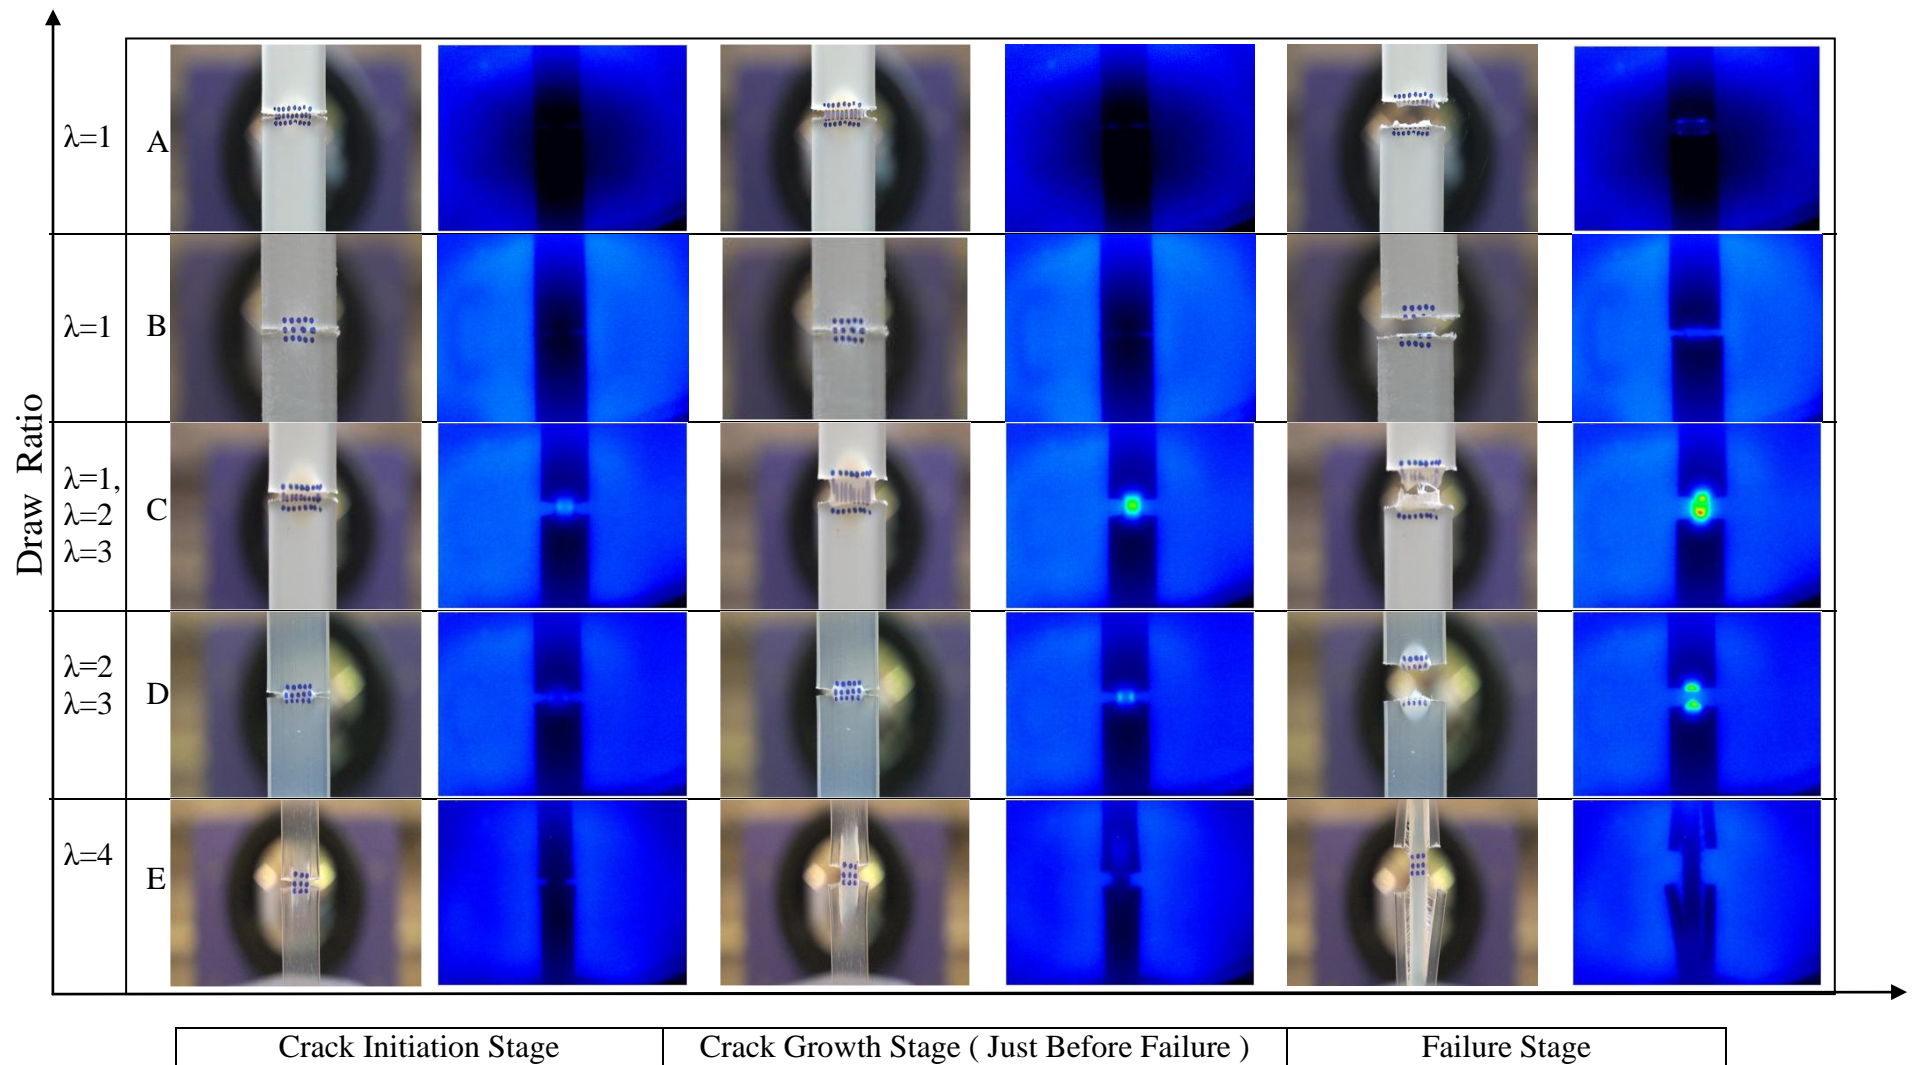 Draw Ratio
λ=1
A
λ=1
B
λ=1,
λ=2
λ=3
C
λ=2
λ=3
D
λ=4
E
Crack Initiation Stage
Crack Growth Stage ( Just Before Failure )
Failure Stage